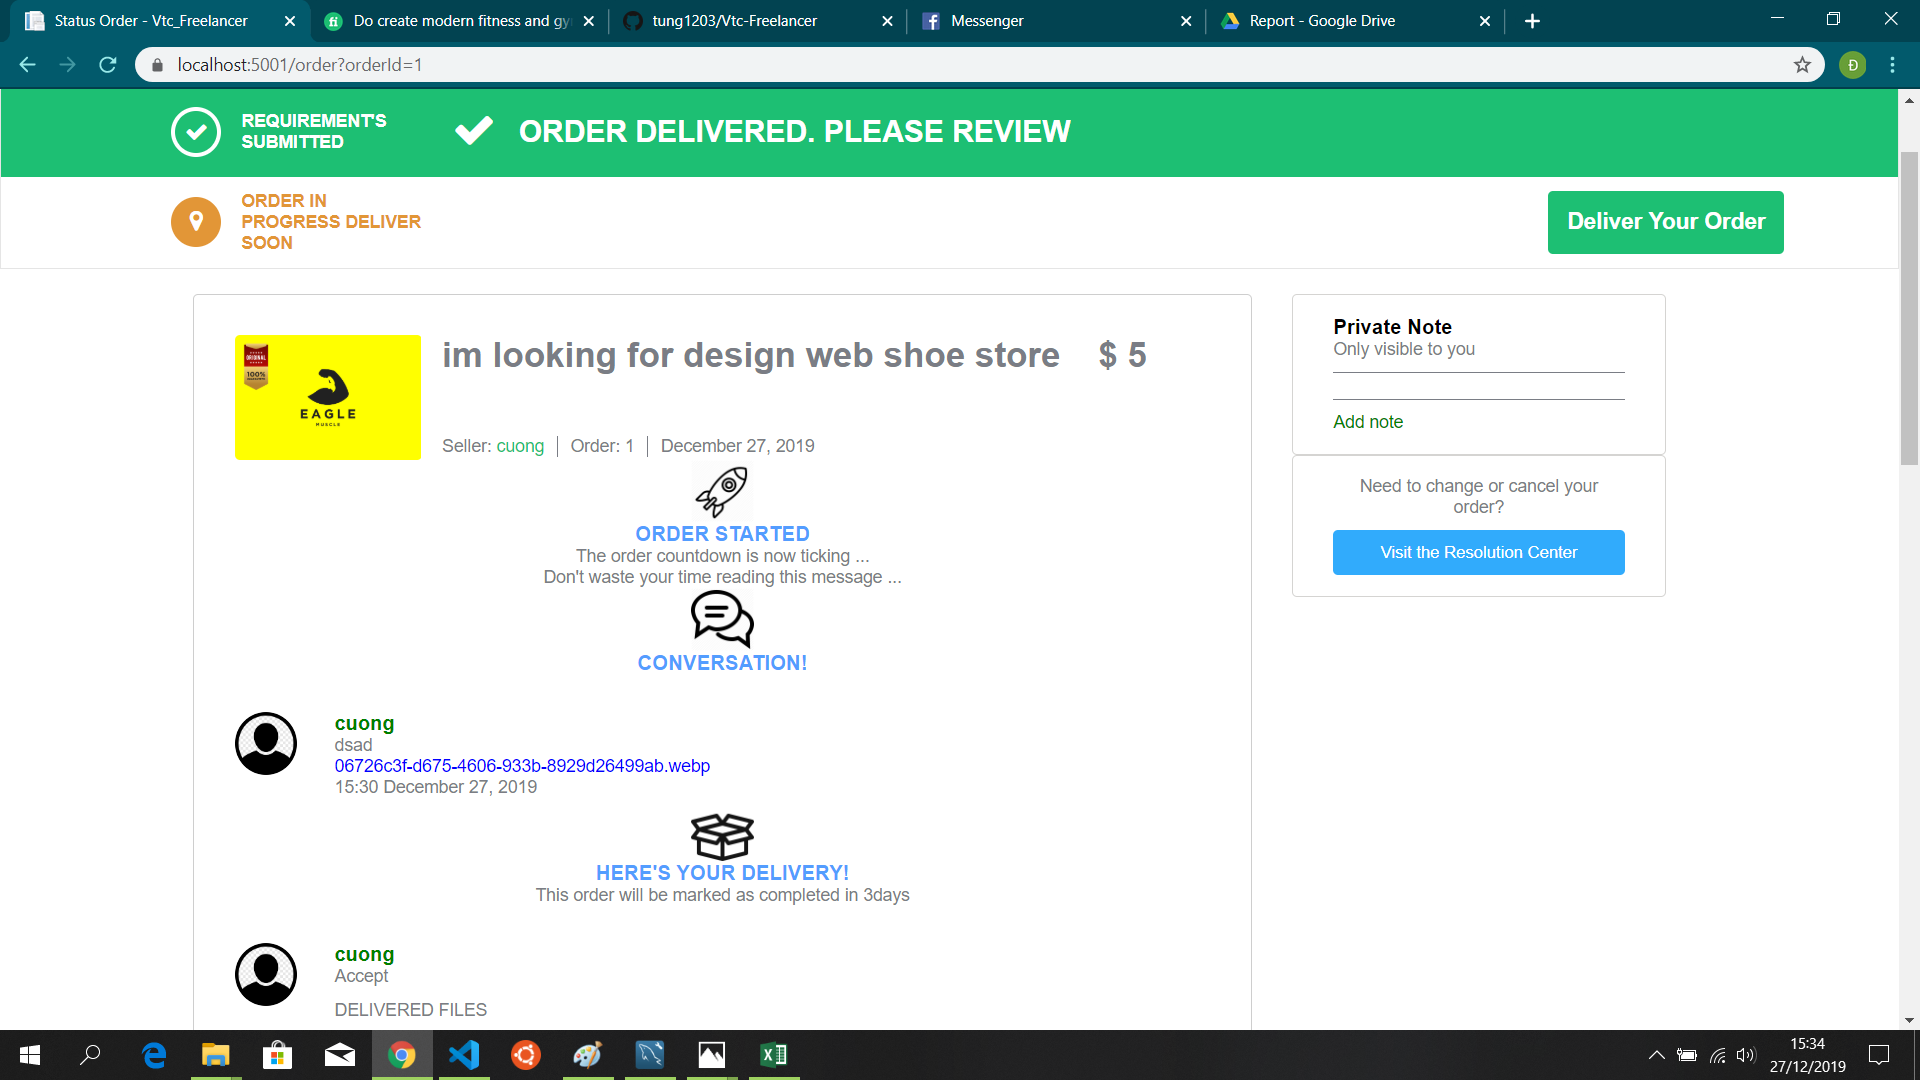 Status Order - Vtc_Freelancer
Do create modern fitness and gy
tung1203/Vtc-Freelancer
Messenger
Report - Google Drive
localhost:5001/order?orderId=1
Đ
REQUIREMENT'S
SUBMITTED
ORDER DELIVERED. PLEASE REVIEW
ORDER IN
PROGRESS DELIVER
SOON
Deliver Your Order
ORIGINAL
100%
EAGLE
MUSCLE
im looking for design web shoe store $ 5
Seller: cuong | Order: 1 | December 27, 2019
ORDER STARTED
The order countdown is now ticking ...
Don't waste your time reading this message ...
CONVERSATION!
cuong
dsad
06726c3f-d675-4606-933b-8929d26499ab.webp
15:30 December 27, 2019
HERE'S YOUR DELIVERY!
This order will be marked as completed in 3days
cuong
Accept
DELIVERED FILES
Private Note
Only visible to you
Add note
Need to change or cancel your
order?
Visit the Resolution Center
15:34
27/12/2019